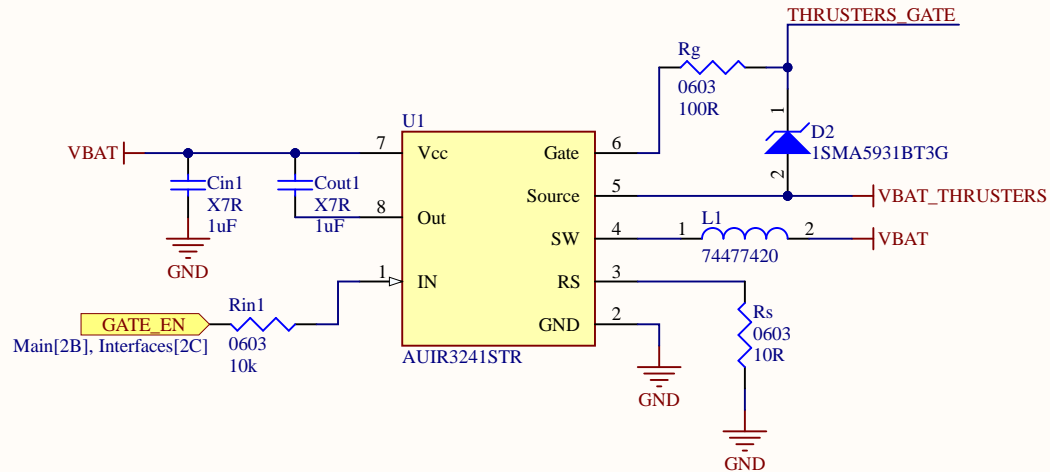 THRUSTERS_GATE
Rg
0603
100R
1
D2
1SMA5931BT3G
2
U1
VBAT
7
Vcc
Gate
6
Cin1
X7R
1uF
Cout1
X7R
1uF
8
Out
Source
5
VBAT_THRUSTERS
GND
SW
4
1
L1
2
VBAT
74477420
1
IN
RS
3
Rin1
0603
10k
GATE_EN
Main[2B], Interfaces[2C]
GND
2
Rs
0603
10R
AUIR3241STR
GND
GND